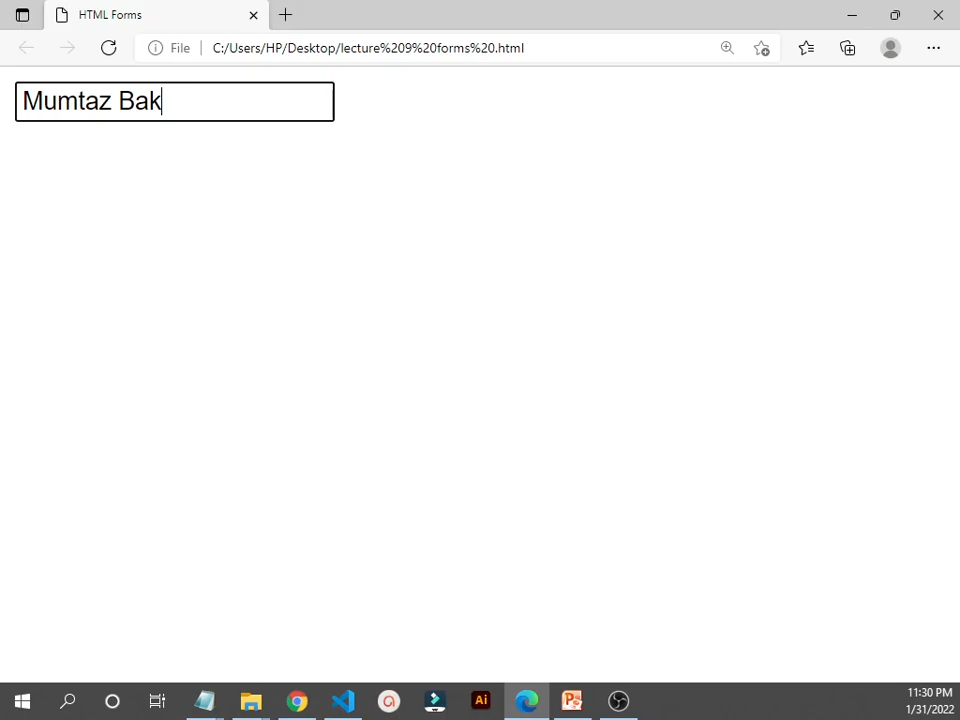 HTML Forms
File
C:/Users/HP/Desktop/lecture%209%20forms%20.html
Mumtaz Bak
Ai
11:30 PM
1/31/2022